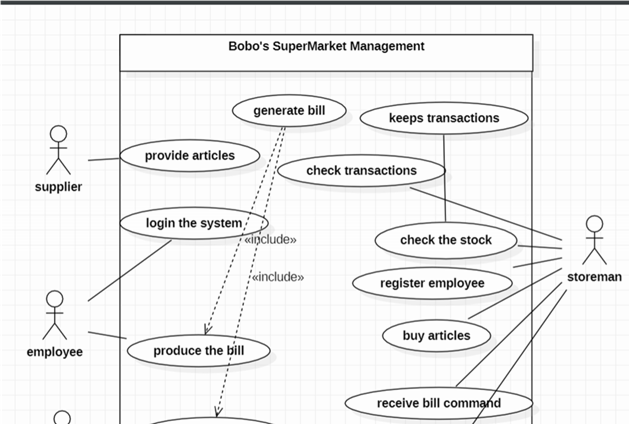 Bobo's SuperMarket Management
generate bill
keeps transactions
provide articles
check transactions
supplier
login the system
«include»
check the stock
storeman
«include»
register employee
employee
produce the bill
buy articles
receive bill command